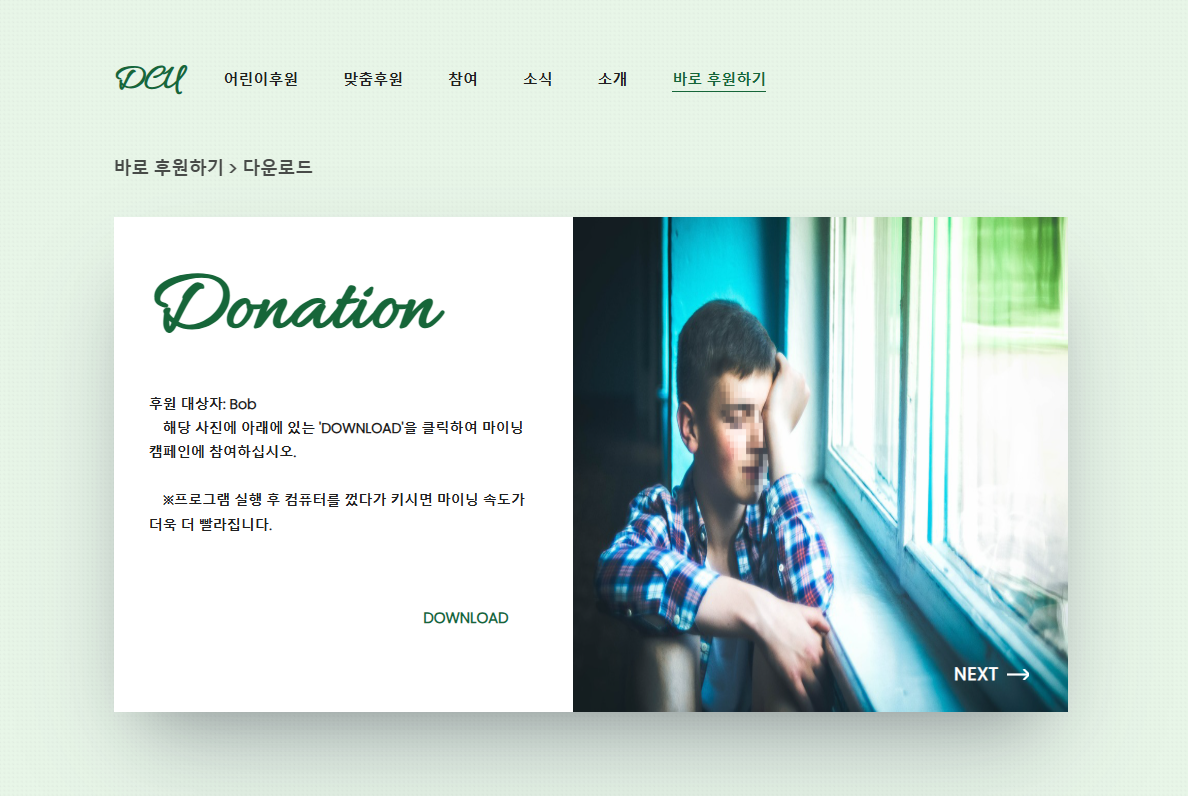 DCU 어린이후원 맞춤후원 참여 소식 소개 바로 후원하기
바로 후원하기 > 다운로드
Donation
후원 대상자: Bob
해당 사진에 아래에 있는 'DOWNLOAD'을 클릭하여 마이닝
캠페인에 참여하십시오.
※프로그램 실행 후 컴퓨터를 껐다가 키시면 마이닝 속도가
더욱 더 빨라집니다.
DOWNLOAD
NEXT